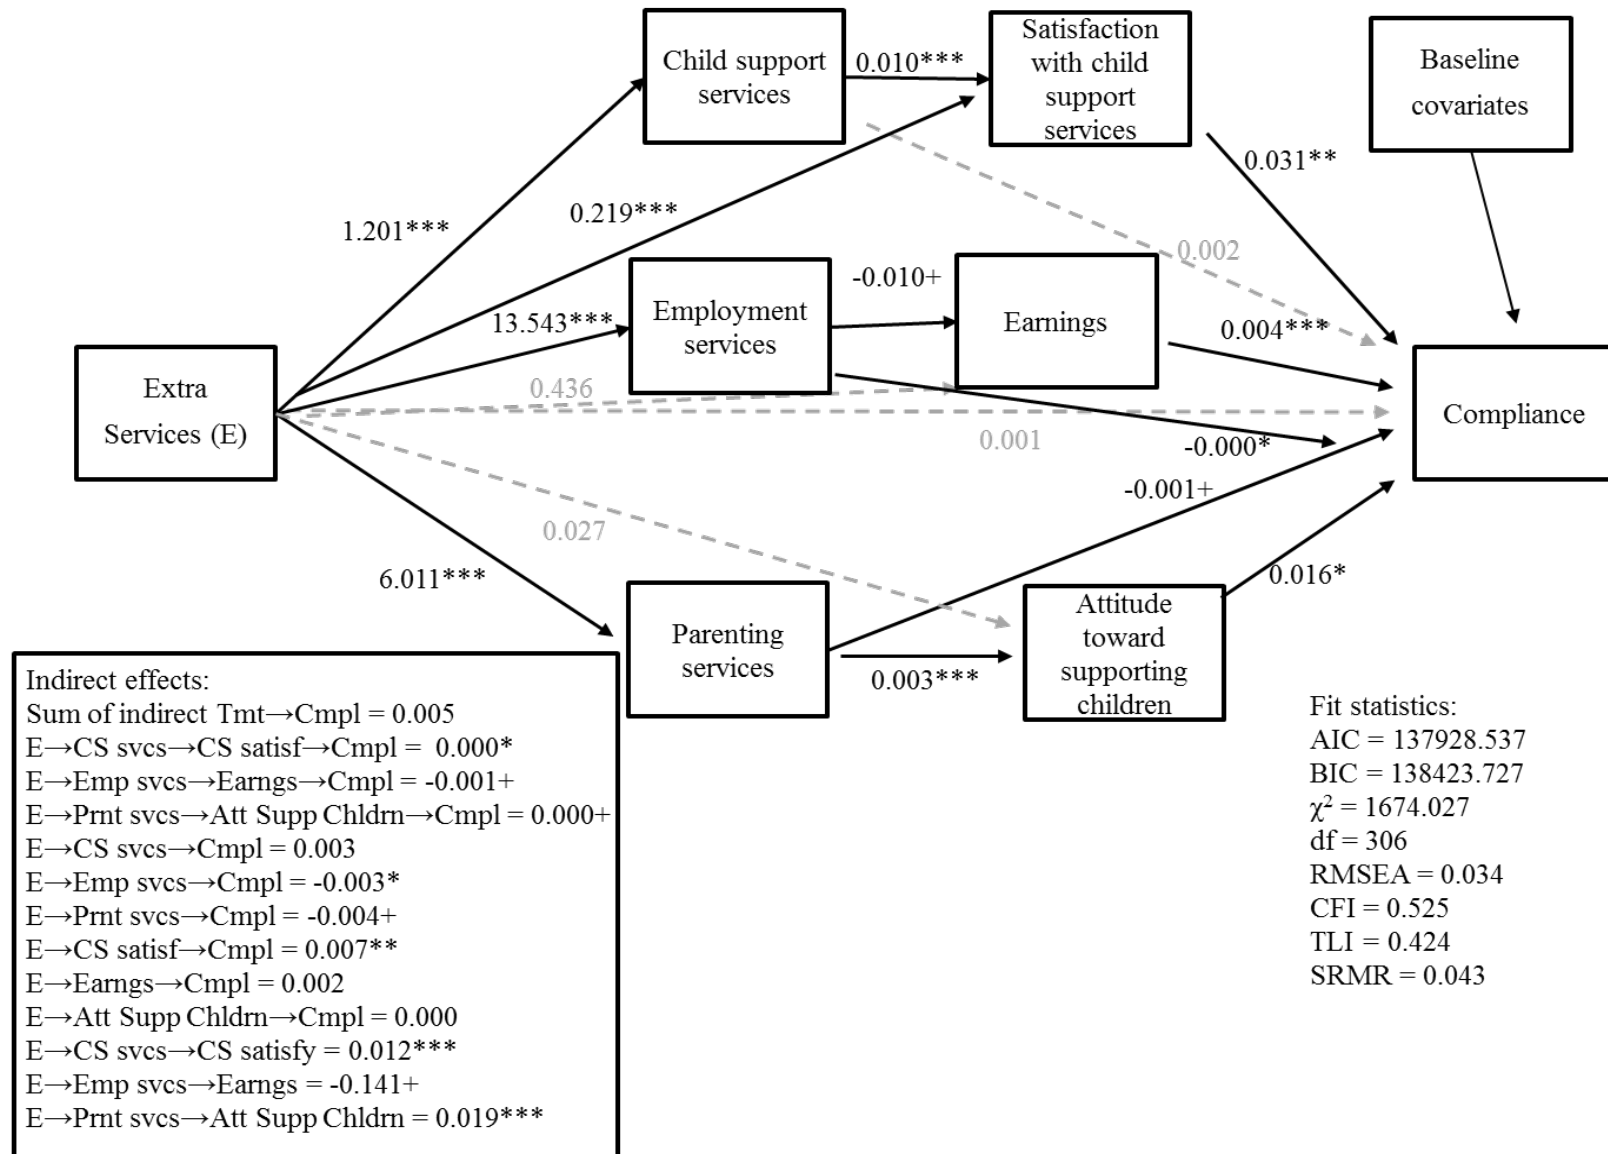 Child support
services
0.010***
Satisfaction
with child
support
services
Baseline
covariates
0.031**
1.201***
0.219***
0.002
13.543***
Employment
services
-0.010+
Earnings
0.004***
Extra
Services (E)
0.436
0.001
-0.000*
Compliance
-0.001+
0.027
6.011***
0.016*
Parenting
services
0.003***
Attitude
toward
supporting
children
Indirect effects:
Sum of indirect Tmt→Cmpl = 0.005
E→CS svcs→CS satisf→Cmpl = 0.000*
E→Emp svcs→Earngs→Cmpl = -0.001+
E→Prnt svcs→Att Supp Chldrn→Cmpl = 0.000+
E→CS svcs→Cmpl = 0.003
E→Emp svcs→Cmpl = -0.003*
E→Prnt svcs→Cmpl = -0.004+
E→CS satisf→Cmpl = 0.007**
E→Earngs→Cmpl = 0.002
E→Att Supp Chldrn→Cmpl = 0.000
E→CS svcs→CS satisfy = 0.012***
E→Emp svcs→Earngs = -0.141+
E→Prnt svcs→Att Supp Chldrn = 0.019***
Fit statistics:
AIC = 137928.537
BIC = 138423.727
χ² = 1674.027
df = 306
RMSEA = 0.034
CFI = 0.525
TLI = 0.424
SRMR = 0.043